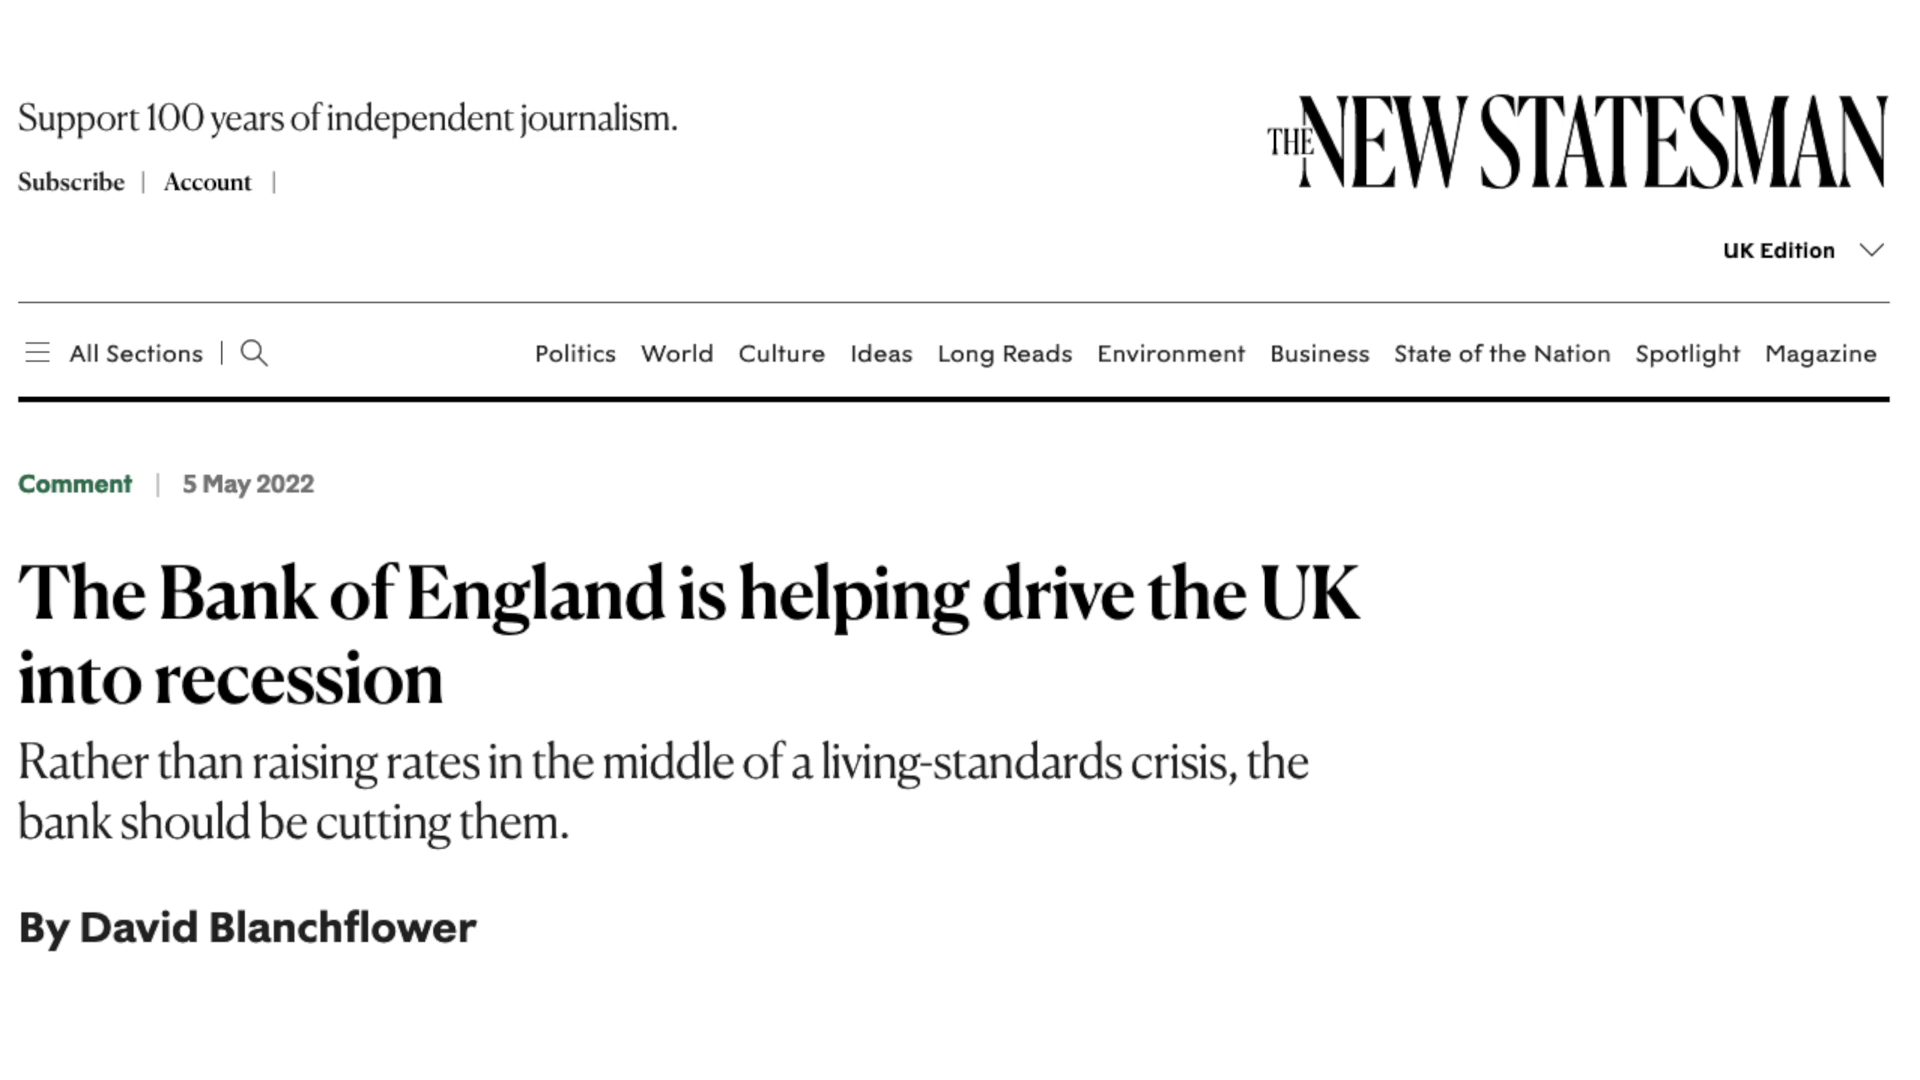 Support 100 years of independent journalism.
THE NEW STATESMAN
Subscribe | Account |
UK Edition
All Sections | Politics World Culture Ideas Long Reads Environment Business State of the Nation Spotlight Magazine
Comment | 5 May 2022
The Bank of England is helping drive the UK
into recession
Rather than raising rates in the middle of a living-standards crisis, the
bank should be cutting them.
By David Blanchflower